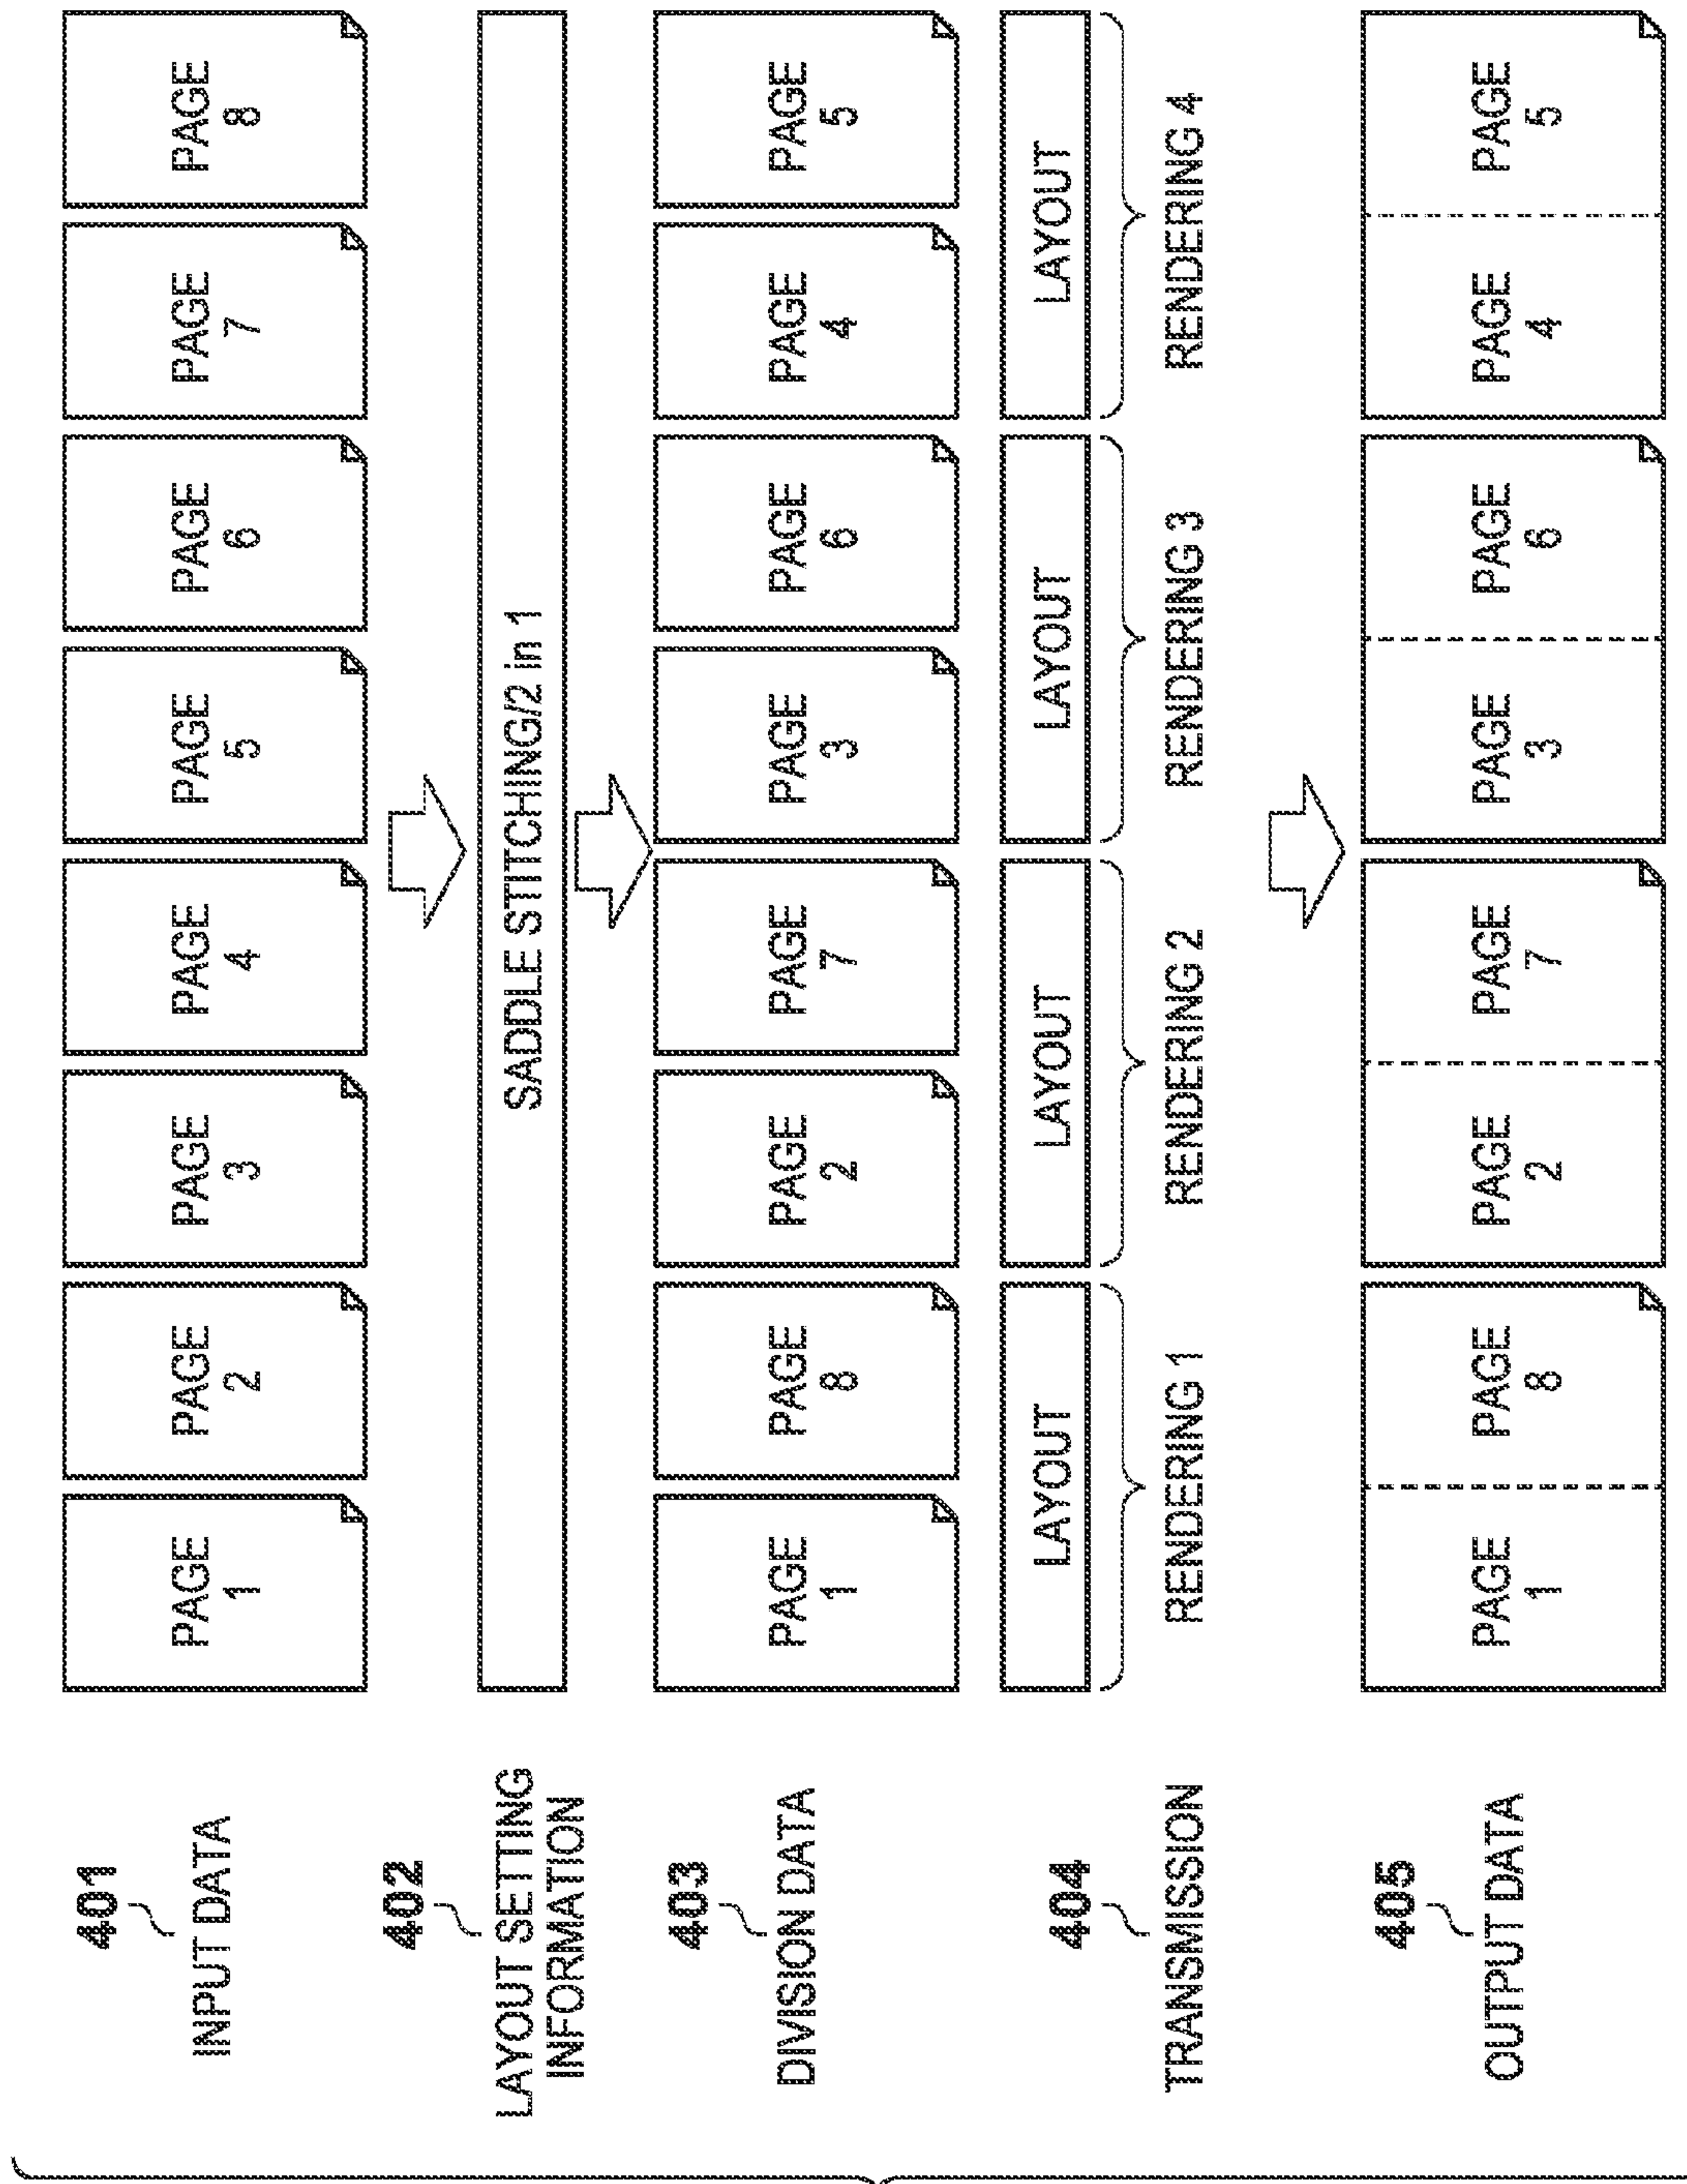 401
INPUT DATA
PAGE
1
PAGE
2
PAGE
3
PAGE
4
PAGE
5
PAGE
6
PAGE
7
PAGE
8
402
LAYOUT SETTING
INFORMATION
SADDLE STITCHING/2 in 1
403
DIVISION DATA
PAGE
1
PAGE
8
PAGE
2
PAGE
7
PAGE
3
PAGE
6
PAGE
4
PAGE
5
404
TRANSMISSION
LAYOUT
LAYOUT
LAYOUT
LAYOUT
RENDERING 1
RENDERING 2
RENDERING 3
RENDERING 4
405
OUTPUT DATA
PAGE
1
PAGE
8
PAGE
2
PAGE
7
PAGE
3
PAGE
6
PAGE
4
PAGE
5